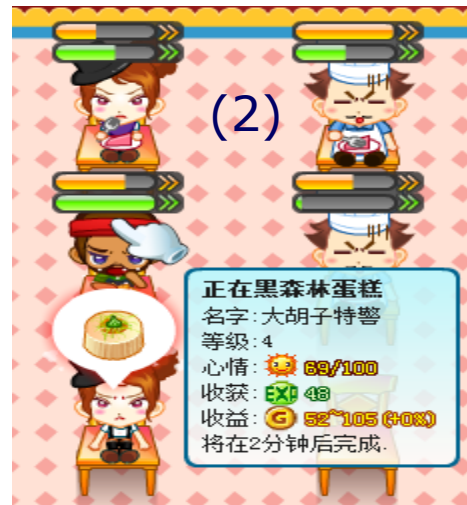 (2)
正在黑森林蛋糕
名字:大胡子特警
等级:4
心情: 69/100
收获: EXP 48
收益: G 52~105 (+0%)
将在2分钟后完成.